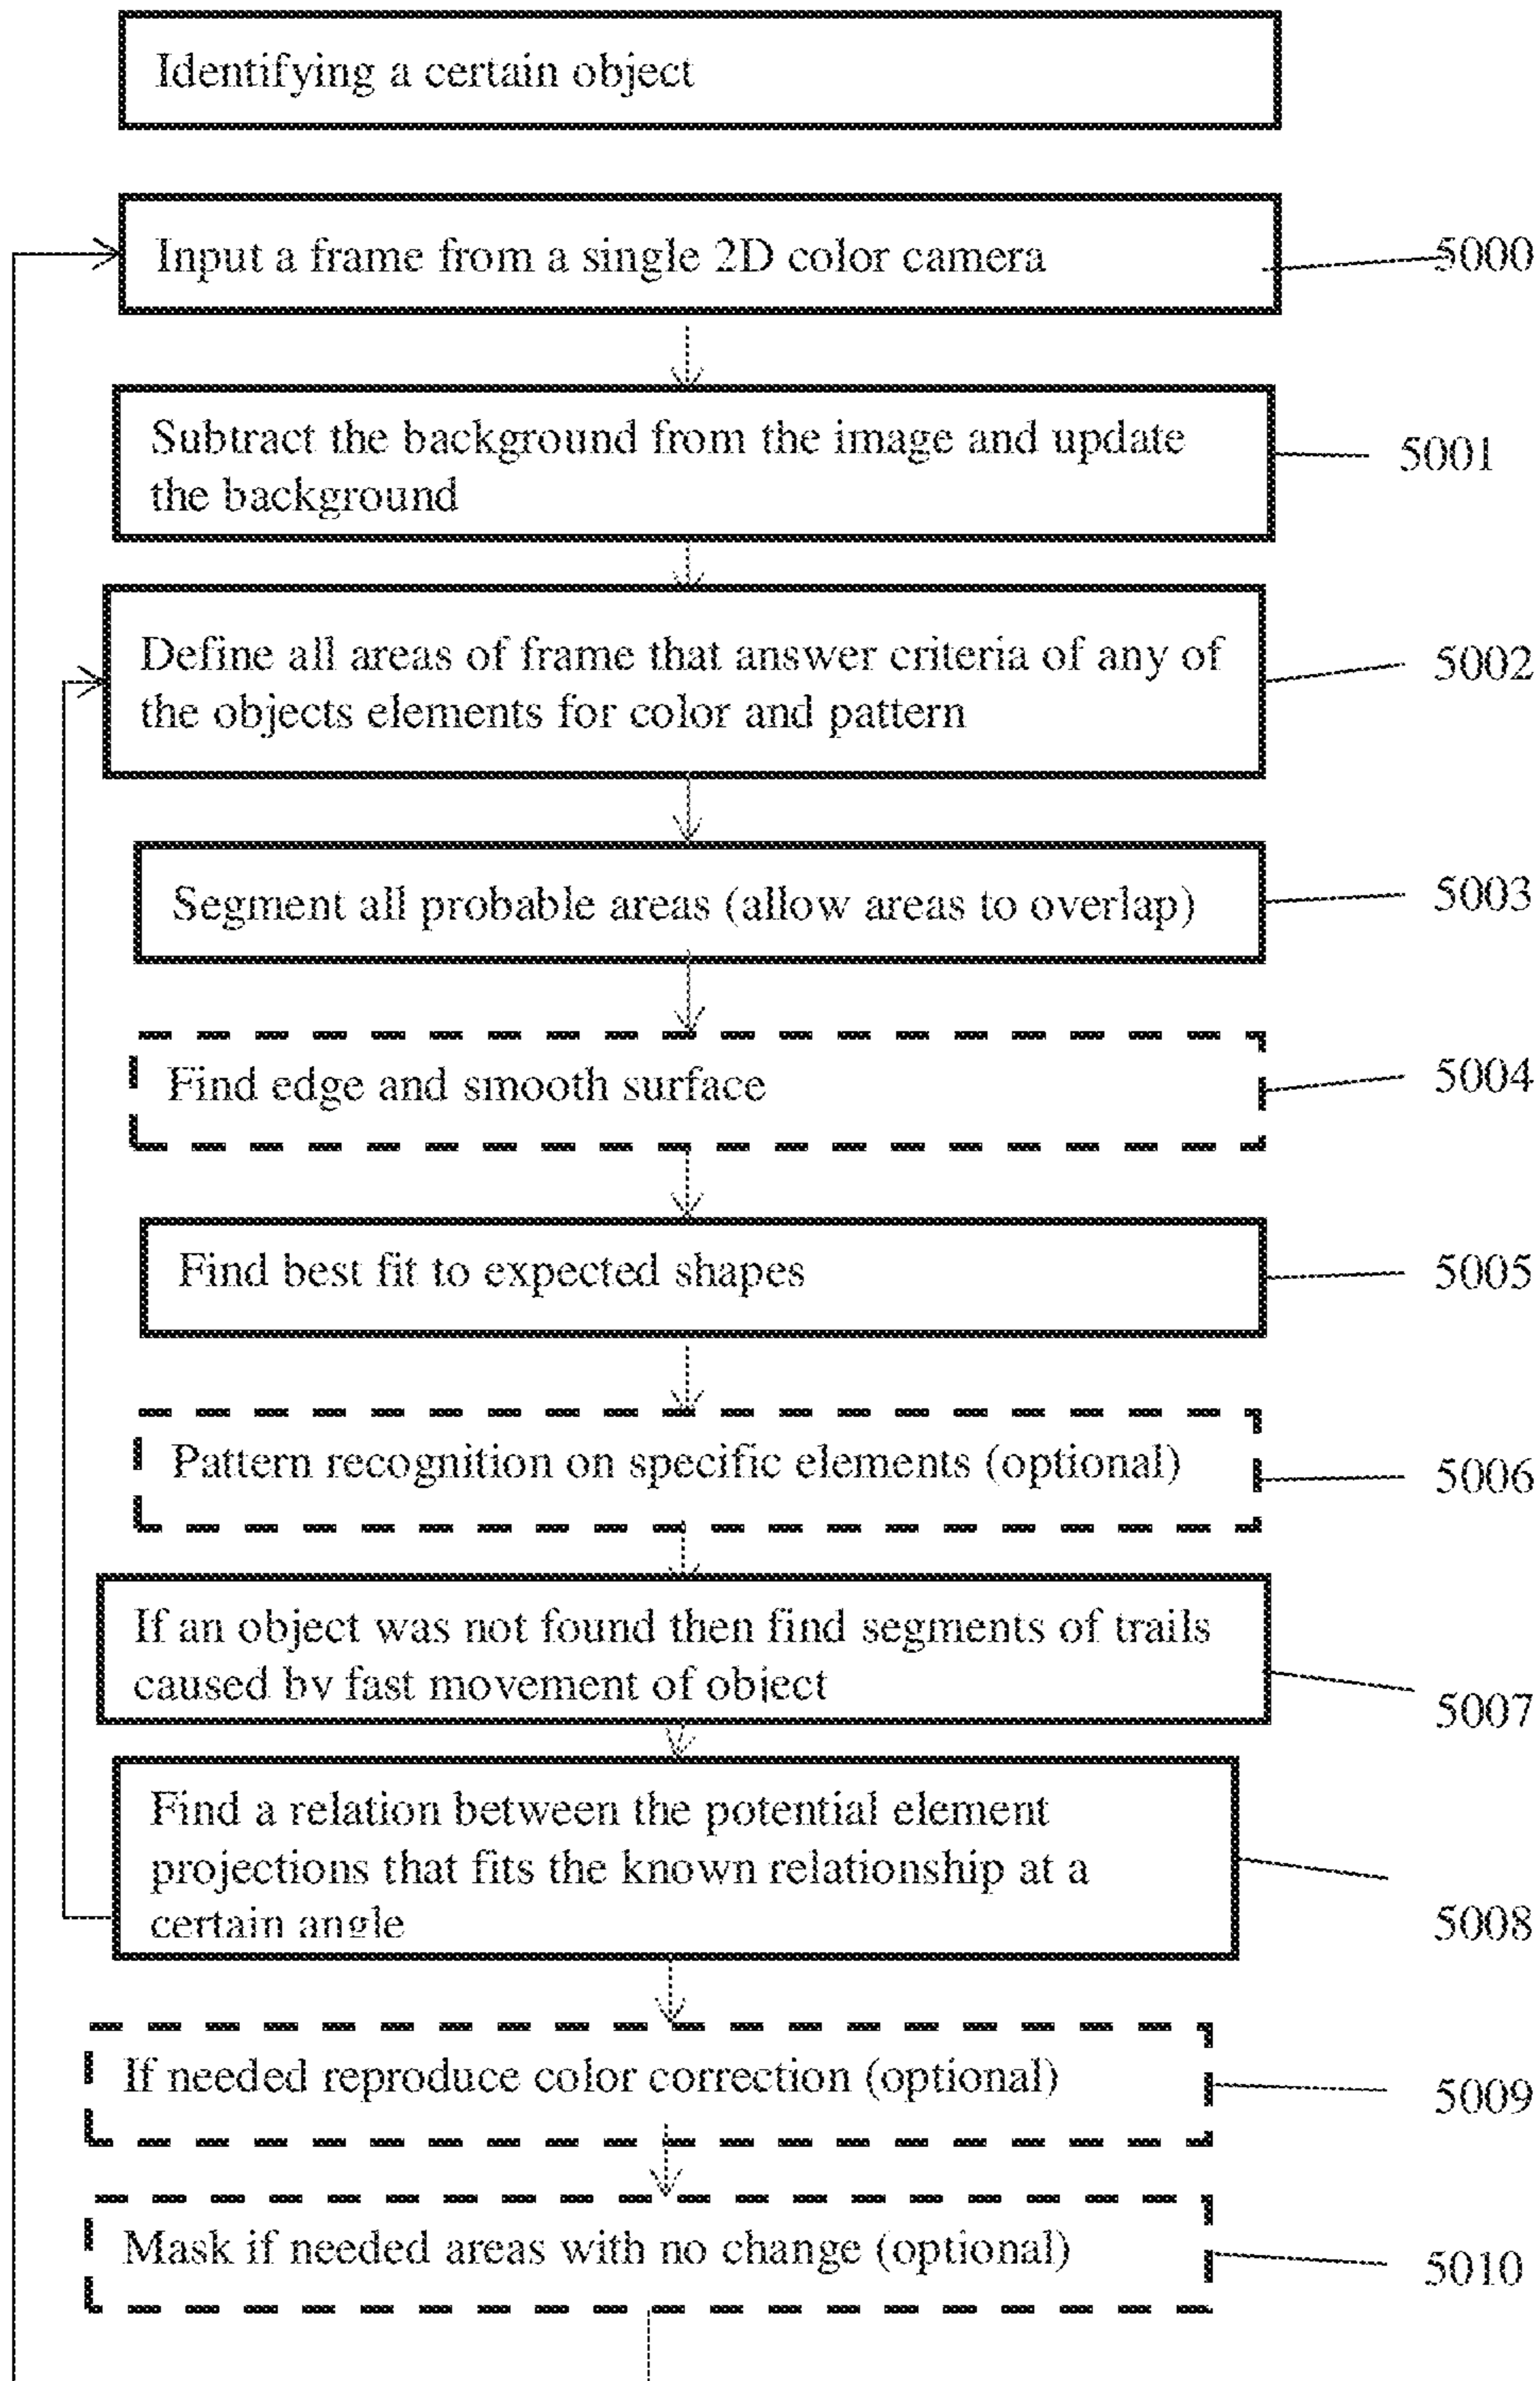 Identifying a certain object
Input a frame from a single 2D color camera
5000
Subtract the background from the image and update
the background
5001
Define all areas of frame that answer criteria of any of
the objects elements for color and pattern
5002
Segment all probable areas (allow areas to overlap)
5003
Find edge and smooth surface
5004
Find best fit to expected shapes
5005
Pattern recognition on specific elements (optional)
5006
If an object was not found then find segments of trails
caused by fast movement of object
5007
Find a relation between the potential element
projections that fits the known relationship at a
certain angle
5008
If needed reproduce color correction (optional)
5009
Mask if needed areas with no change (optional)
5010